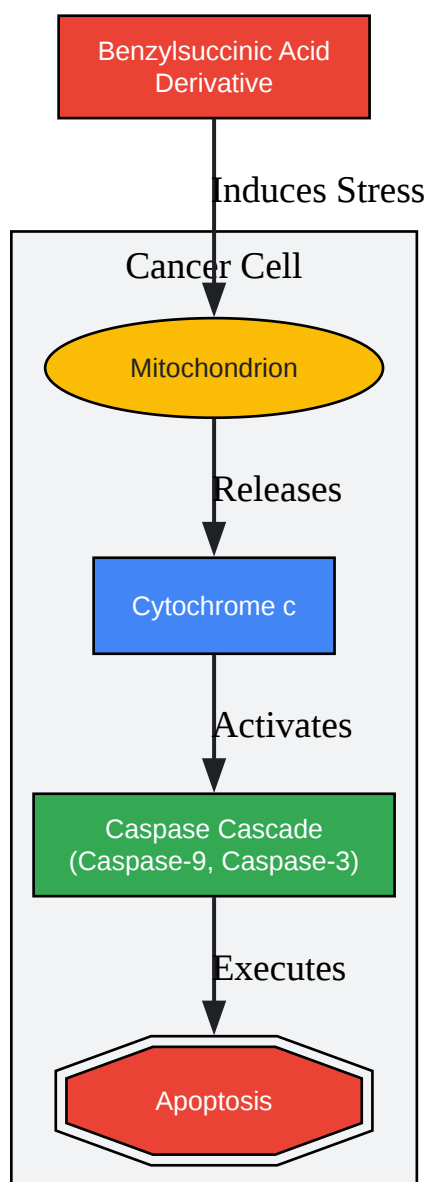 Benzylsuccinic Acid
Derivative
Induces Stress
Cancer Cell
Mitochondrion
Releases
Cytochrome c
Activates
Caspase Cascade
(Caspase-9, Caspase-3)
Executes
Apoptosis